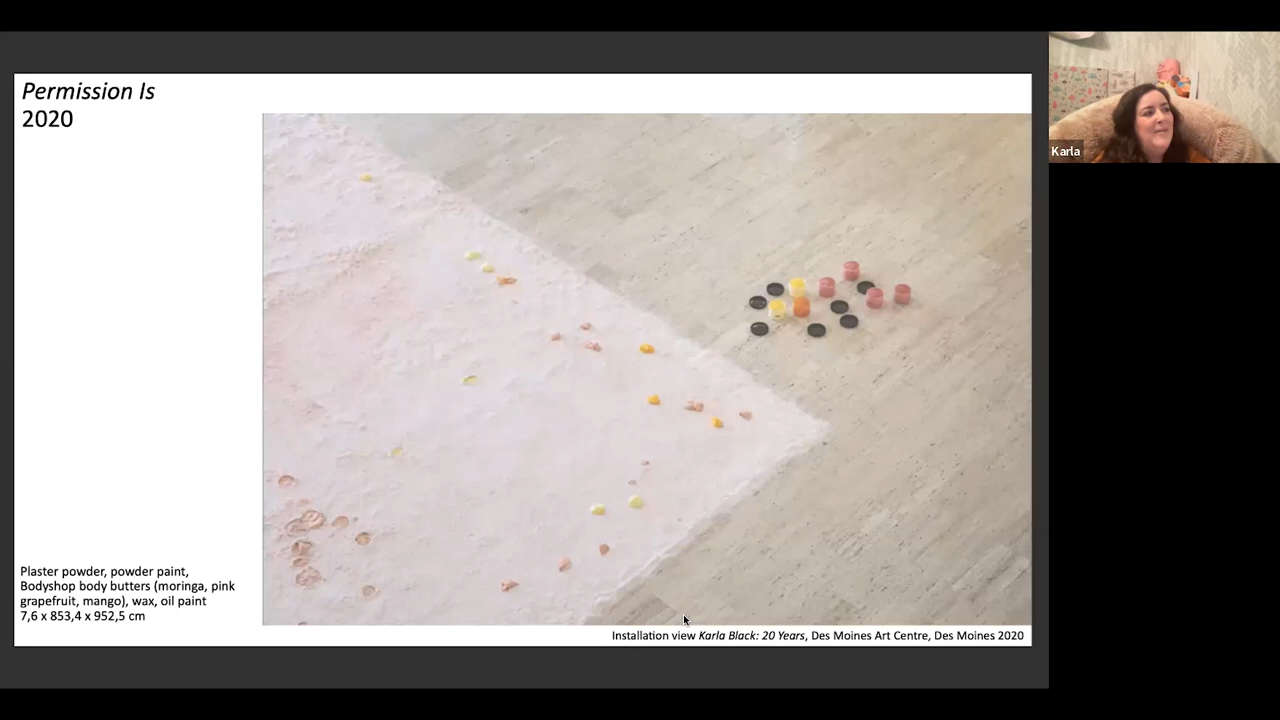 Permission Is
2020
Karla
Plaster powder, powder paint,
Bodyshop body butters (moringa, pink
grapefruit, mango), wax, oil paint
7,6 x 853,4 x 952,5 cm
Installation view Karla Black: 20 Years, Des Moines Art Centre, Des Moines 2020